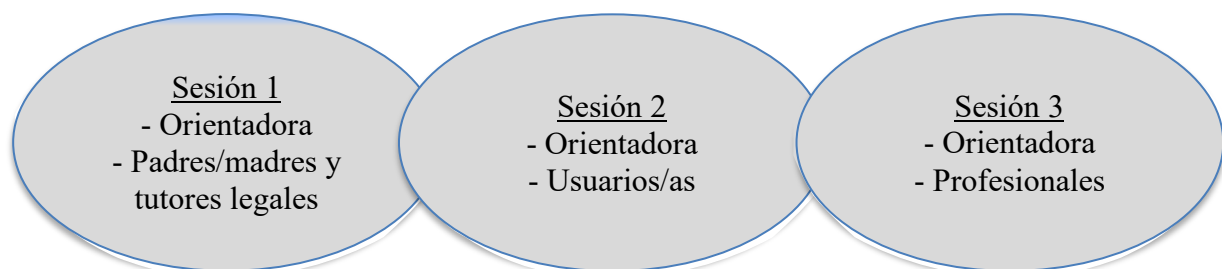 Sesión 1
- Orientadora
- Padres/madres y
tutores legales
Sesión 2
- Orientadora
- Usuarios/as
Sesión 3
- Orientadora
- Profesionales